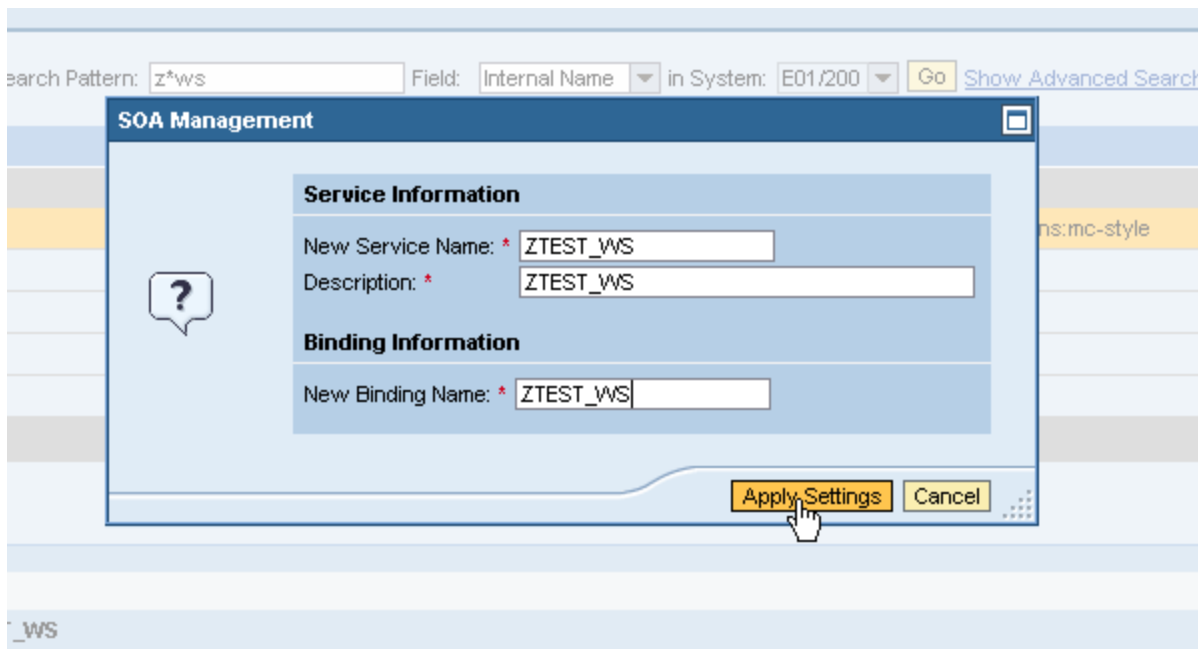 earch Pattern: z*ws Field: Internal Name in System: E01/200 Go Show Advanced Search
SOA Management
Service Information
ns:mc-style
New Service Name: * ZTEST_WS
Description: * ZTEST_WS
?
Binding Information
New Binding Name: * ZTEST_WS
Apply Settings Cancel
_WS